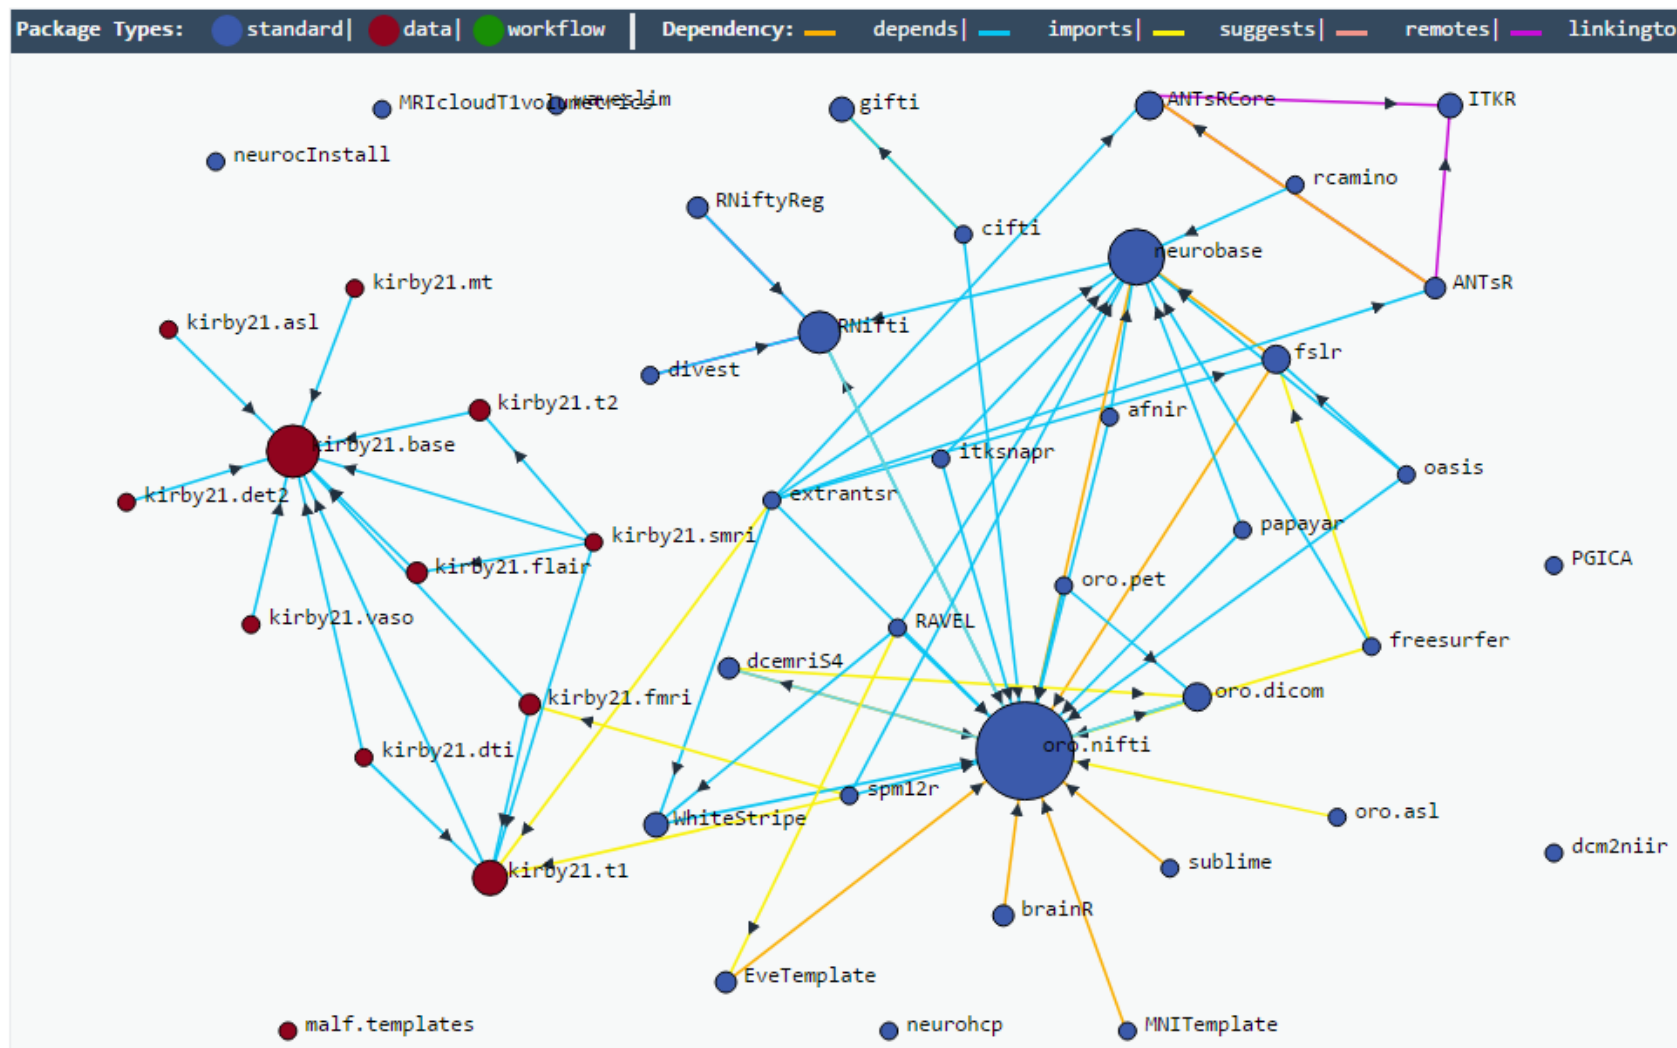 Package Types: standard| data| workflow | Dependency: depends| imports| suggests| remotes| linkingto
MRIcloudT1volumetrics
waveslim
gifti
ANTsRCore
ITKR
neurocInstall
rcamino
RNiftyReg
cifti
neurobase
kirby21.mt
ANTsR
kirby21.asl
RNifti
fslr
divest
kirby21.t2
afnir
kirby21.base
itksnapr
oasis
kirby21.det2
extrantsr
papayar
kirby21.smri
PGICA
kirby21.flair
oro.pet
kirby21.vaso
RAVEL
freesurfer
dcemriS4
oro.dicom
kirby21.fmri
kirby21.dti
oro.nifti
spm12r
WhiteStripe
oro.asl
dcm2niir
kirby21.t1
sublime
brainR
EveTemplate
malf.templates
neurohcp
MNITemplate